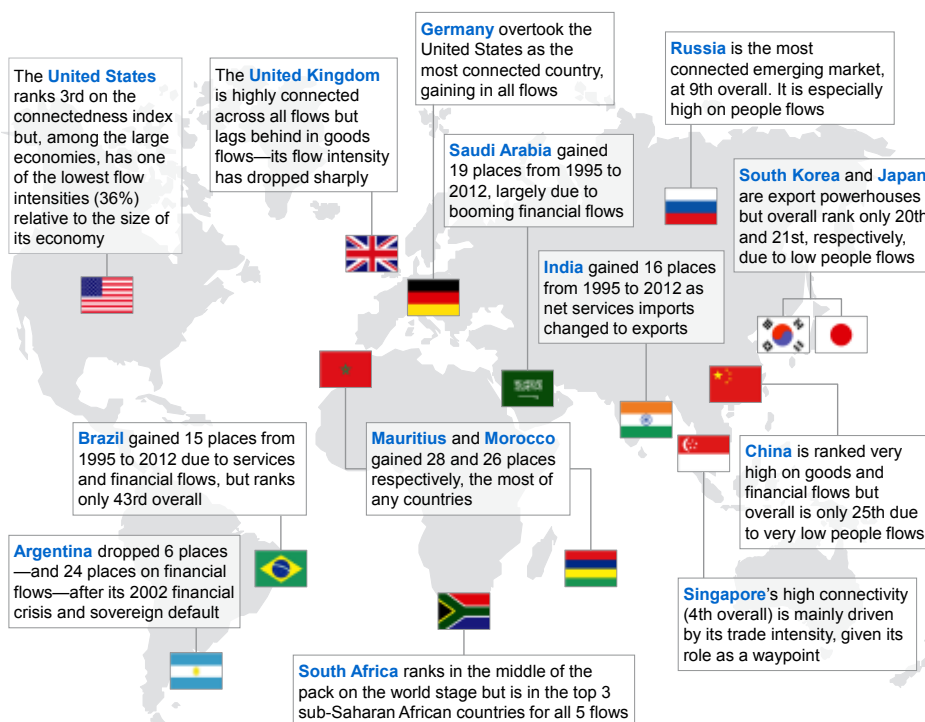 Germany overtook the
United States as the
most connected country,
gaining in all flows
Russia is the most
connected emerging market,
at 9th overall. It is especially
high on people flows
The United States
ranks 3rd on the
connectedness index
but, among the large
economies, has one
of the lowest flow
intensities (36%)
relative to the size of
its economy
The United Kingdom
is highly connected
across all flows but
lags behind in goods
flows—its flow intensity
has dropped sharply
Saudi Arabia gained
19 places from 1995 to
2012, largely due to
booming financial flows
South Korea and Japan
are export powerhouses
but overall rank only 20th
and 21st, respectively,
due to low people flows
India gained 16 places
from 1995 to 2012 as
net services imports
changed to exports
Brazil gained 15 places from
1995 to 2012 due to services
and financial flows, but ranks
only 43rd overall
Mauritius and Morocco
gained 28 and 26 places
respectively, the most of
any countries
China is ranked very
high on goods and
financial flows but
overall is only 25th due
to very low people flows
Argentina dropped 6 places
—and 24 places on financial
flows—after its 2002 financial
crisis and sovereign default
Singapore's high connectivity
(4th overall) is mainly driven
by its trade intensity, given its
role as a waypoint
South Africa ranks in the middle of the
pack on the world stage but is in the top 3
sub-Saharan African countries for all 5 flows